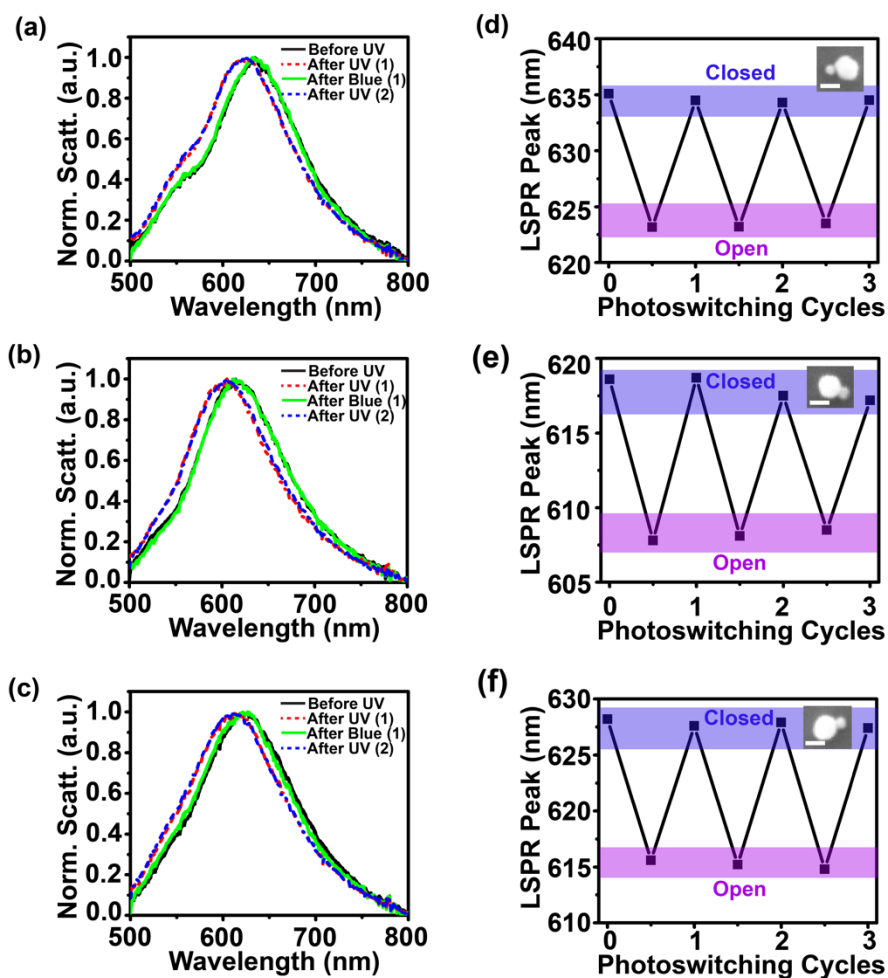 (a)
Before UV
After UV (1)
After Blue (1)
After UV (2)
Norm. Scatt. (a.u.)
1.0
0.8
0.6
0.4
0.2
0.0
500 600 700 800
Wavelength (nm)
(d)
LSPR Peak (nm)
640
635
630
625
620
Closed
Open
0 1 2 3
Photoswitching Cycles
(b)
Before UV
After UV (1)
After Blue (1)
After UV (2)
Norm. Scatt. (a.u.)
1.0
0.8
0.6
0.4
0.2
0.0
500 600 700 800
Wavelength (nm)
(e)
LSPR Peak (nm)
620
615
610
605
Closed
Open
0 1 2 3
Photoswitching Cycles
(c)
Before UV
After UV (1)
After Blue (1)
After UV (2)
Norm. Scatt. (a.u.)
1.0
0.8
0.6
0.4
0.2
0.0
500 600 700 800
Wavelength (nm)
(f)
LSPR Peak (nm)
630
625
620
615
610
Closed
Open
0 1 2 3
Photoswitching Cycles